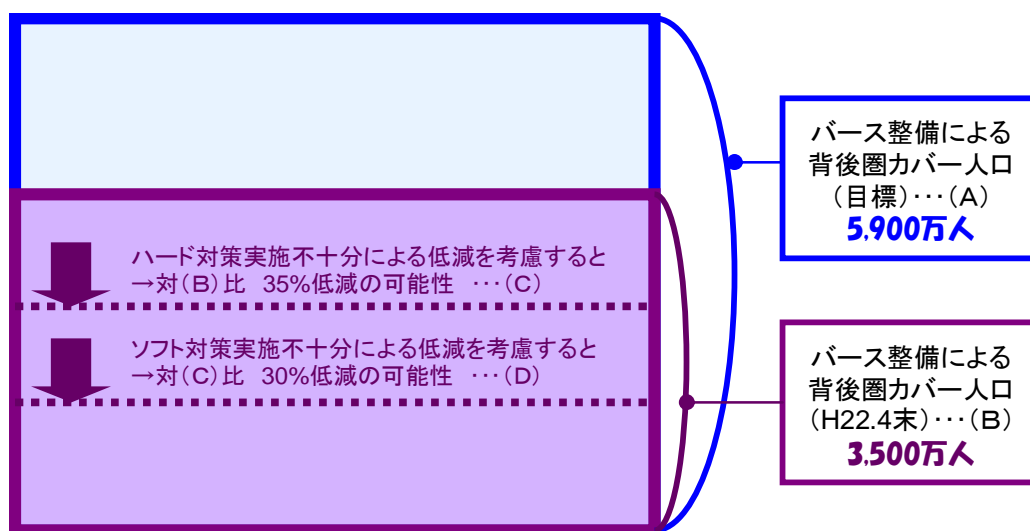 バース整備による
背後圏カバー人口
(目標)・・・(A)
5,900万人
ハード対策実施不十分による低減を考慮すると
→対(B)比 35%低減の可能性 ・・・(C)
ソフト対策実施不十分による低減を考慮すると
→対(C)比 30%低減の可能性 ・・・(D)
バース整備による
背後圏カバー人口
(H22.4末)・・・(B)
3,500万人